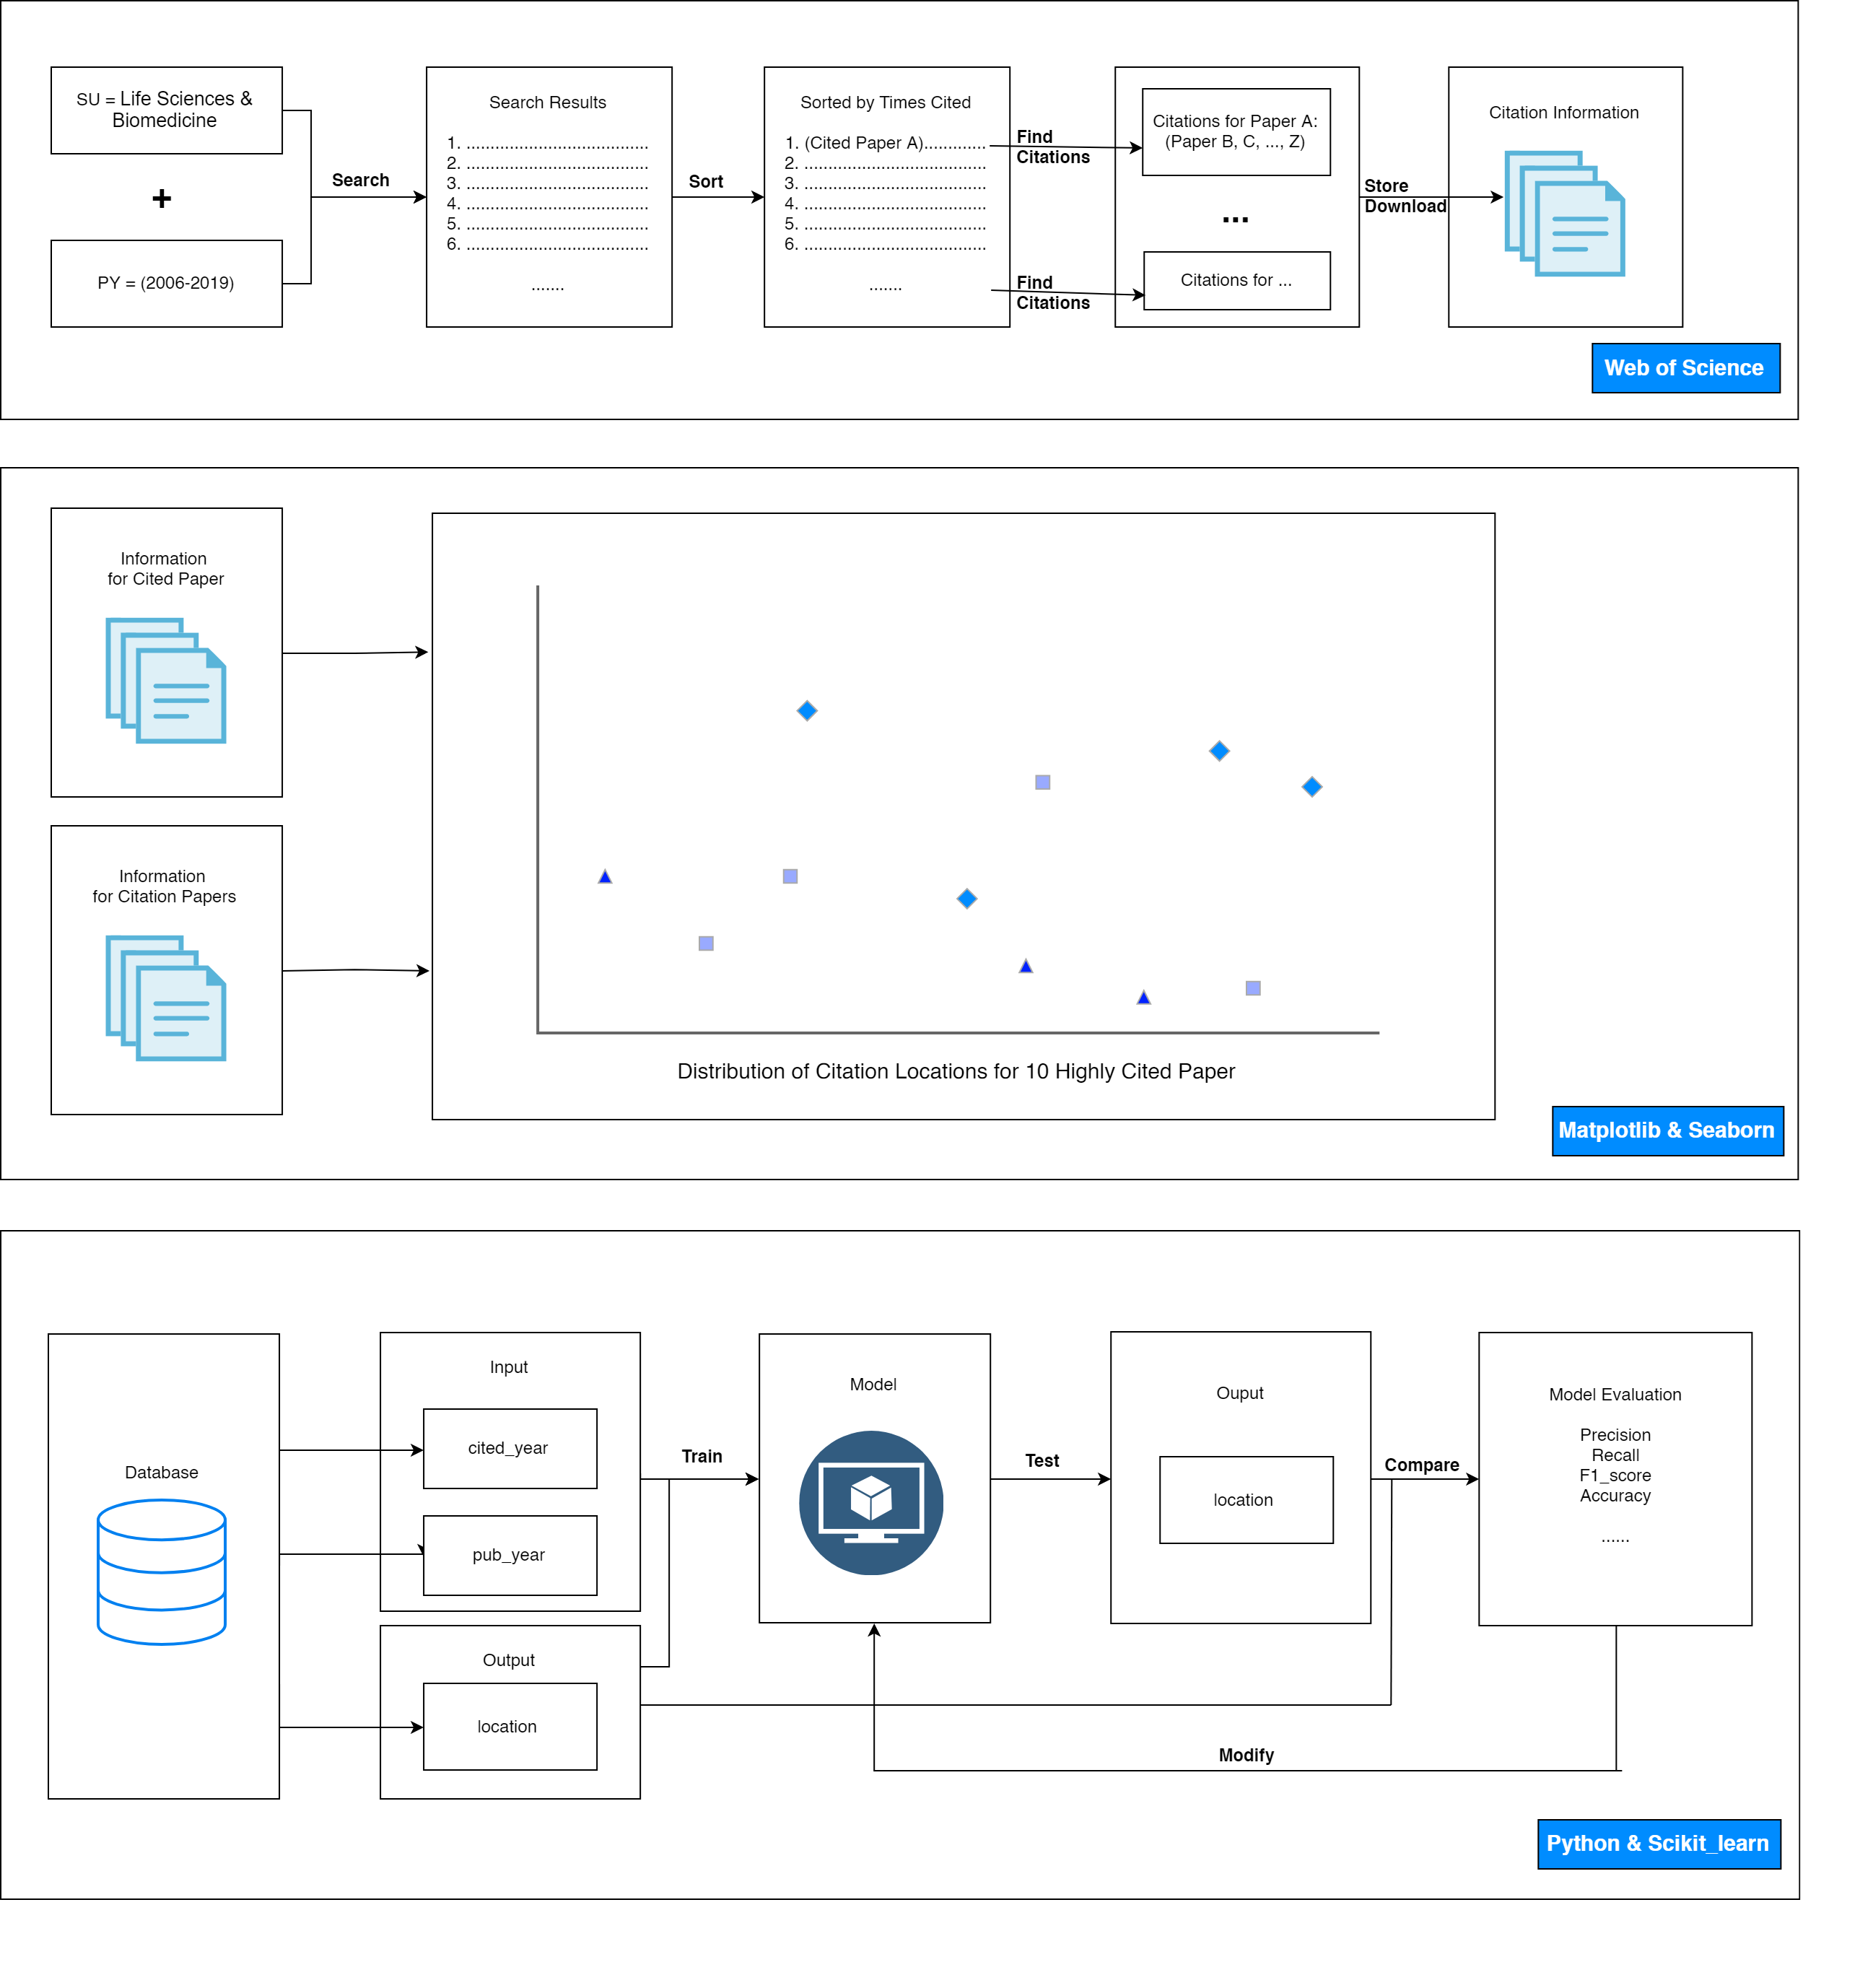 SU = Life Sciences &
Biomedicine
+
PY = (2006-2019)
Search
Search Results
1. ......................................
2. ......................................
3. ......................................
4. ......................................
5. ......................................
6. ......................................
.......
Sort
Sorted by Times Cited
1. (Cited Paper A).............
2. ......................................
3. ......................................
4. ......................................
5. ......................................
6. ......................................
.......
Find
Citations
Find
Citations
Citations for Paper A:
(Paper B, C, ..., Z)
...
Citations for ...
Store
Download
Citation Information
Web of Science
Information
for Cited Paper
Information
for Citation Papers
Distribution of Citation Locations for 10 Highly Cited Paper
Matplotlib & Seaborn
Database
Input
cited_year
pub_year
Output
location
Train
Model
Test
Ouput
location
Compare
Model Evaluation
Precision
Recall
F1_score
Accuracy
......
Modify
Python & Scikit_learn